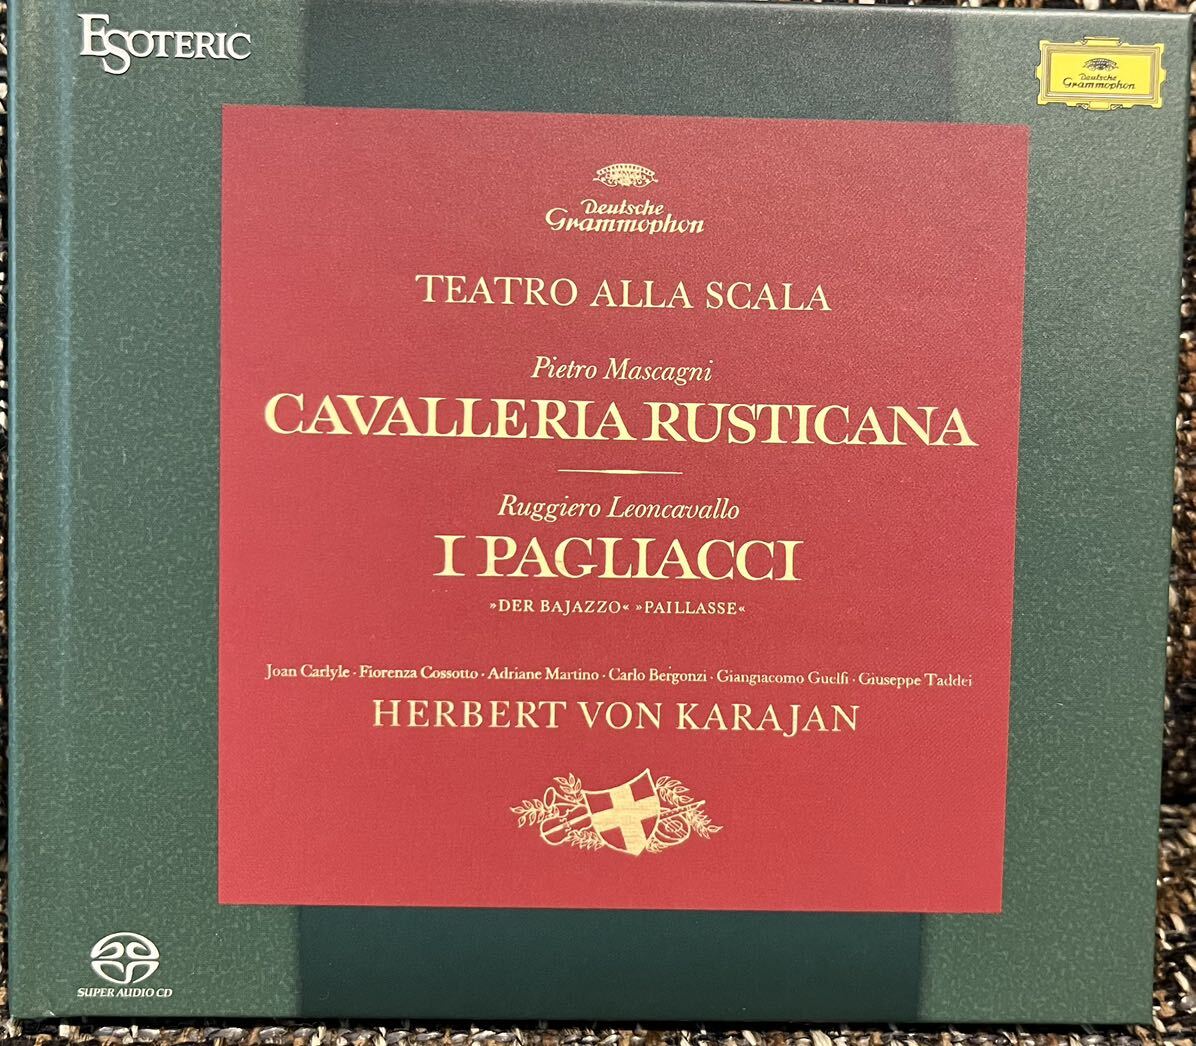 ESOTERIC
Deutsche
Grammophon
Deutsche
Grammophon
TEATRO ALLA SCALA
Pietro Mascagni
CAVALLERIA RUSTICANA
Ruggiero Leoncavallo
I PAGLIACCI
»DER BAJAZZO« »PAILLASSE«
Joan Carlyle · Fiorenza Cossotto · Adriane Martino · Carlo Bergonzi · Giangiacomo Guelfi · Giuseppe Taddei
HERBERT VON KARAJAN
SUPER AUDIO CD